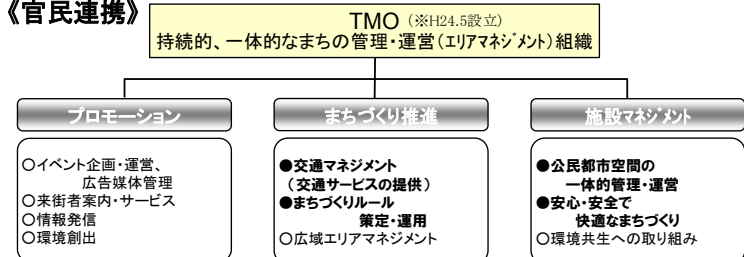 《官民連携》
TMO (※H24.5設立)
持続的、一体的なまちの管理・運営(エリアマネジメント)組織
プロモーション
○イベント企画・運営、
広告媒体管理
○来街者案内・サービス
○情報発信
○環境創出
まちづくり推進
●交通マネジメント
(交通サービスの提供)
●まちづくりルール
策定・運用
○広域エリアマネジメント
施設マネジメント
●公民都市空間の
一体的管理・運営
●安心・安全で
快適なまちづくり
○環境共生への取り組み